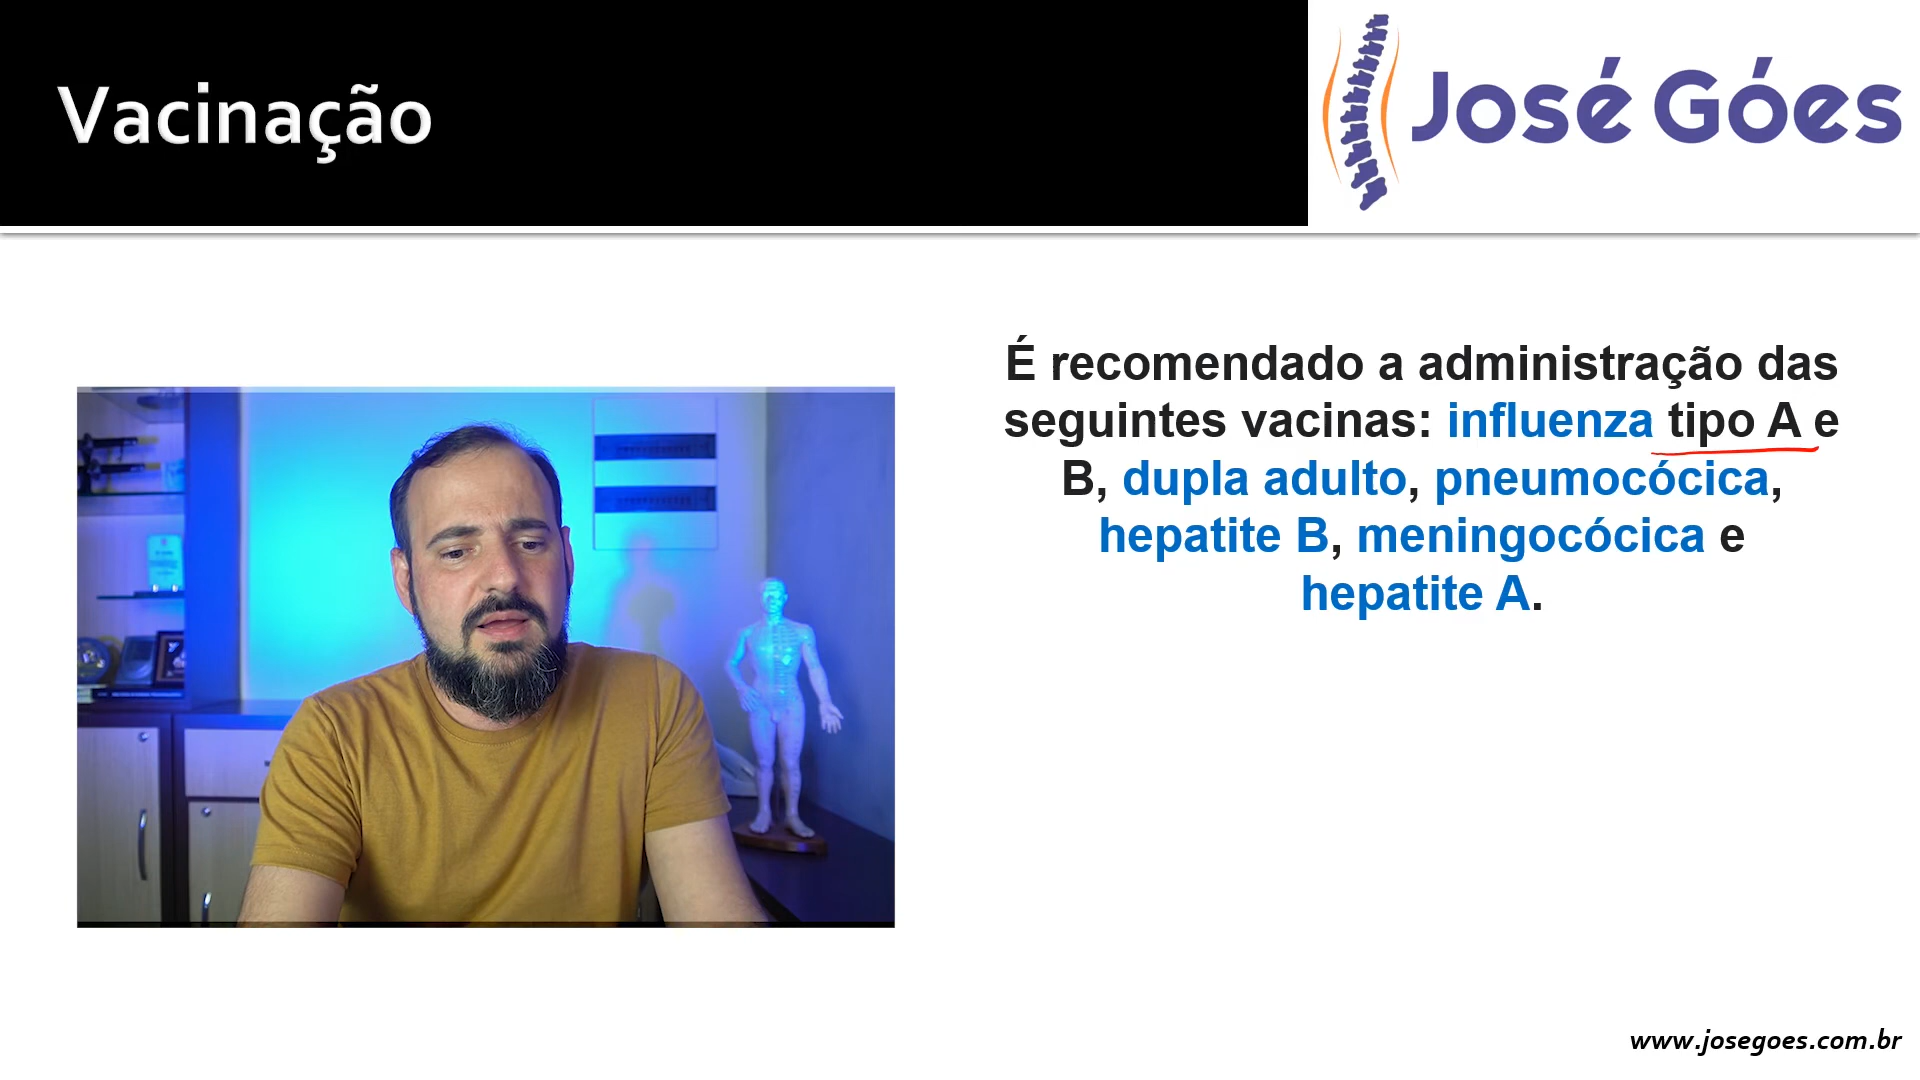 Vacinação
José Góes
É recomendado a administração das
seguintes vacinas: influenza tipo A e
B, dupla adulto, pneumocócica,
hepatite B, meningocócica e
hepatite A.
www.josegoes.com.br